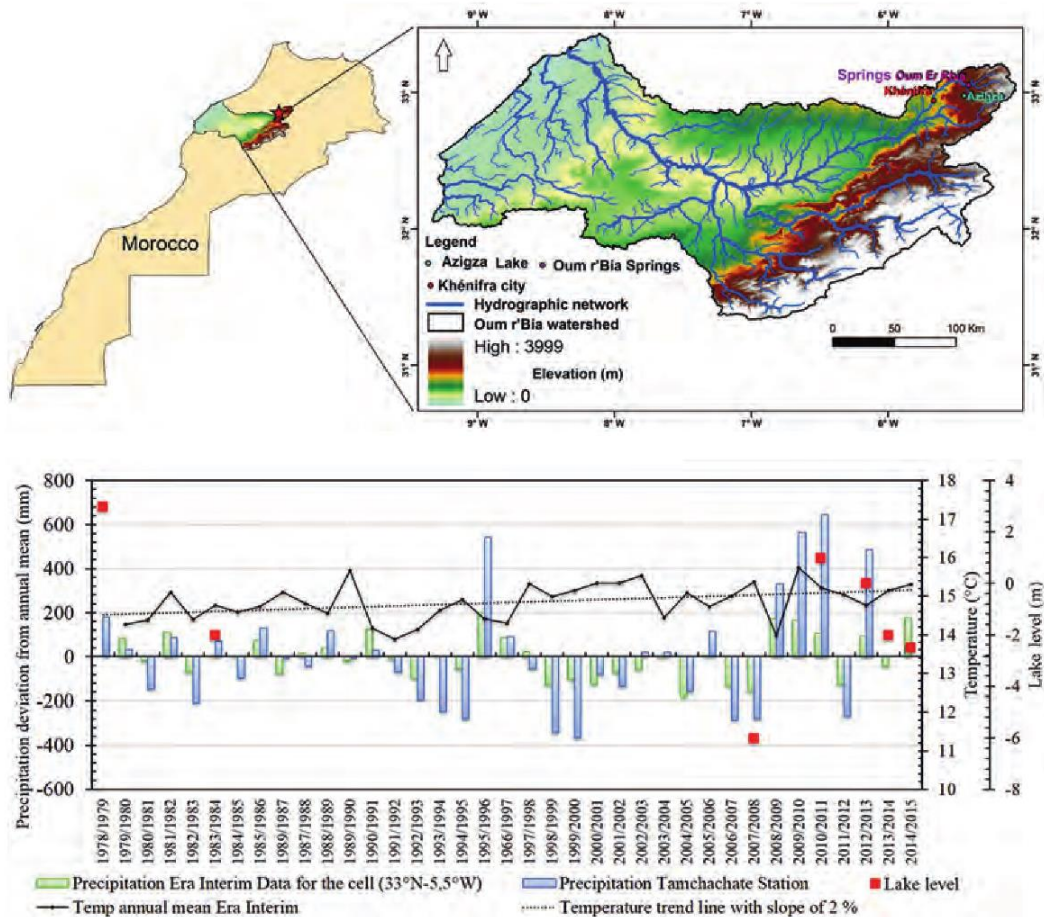 9°W 8°W 7°W 6°W
33°N
32°N
31°N
33°N
32°N
31°N
Morocco
Springs Oum Er
Khénifra
Legend
Azigza Lake Oum r'Bia Springs
Khénifra city
Hydrographic network
Oum r'Bia watershed
High : 3999
Elevation (m)
Low : 0
0 50 100 Km
9°W 8°W 7°W 6°W
Precipitation deviation from annual mean (mm)
800
600
400
200
0
-200
-400
-600
18
17
16
15
14
13
12
11
10
Temperature (°C)
4
2
0
-2
-4
-6
-8
Lake level (m)
1978/1979
1979/1980
1980/1981
1981/1982
1982/1983
1983/1984
1984/1985
1985/1986
1989/1987
1987/1988
1988/1989
1989/1990
1990/1991
1991/1992
1992/1993
1993/1994
1994/1995
1995/1996
1966/1997
1997/1998
1998/1999
1999/2000
2000/2001
2001/2002
2002/2003
2003/2004
2004/2005
2005/2006
2006/2007
2007/2008
2008/2009
2009/2010
2010/2011
2011/2012
2012/2013
2013/2014
2014/2015
Precipitation Era Interim Data for the cell (33°N-5,5°W) Precipitation Tamchachate Station Lake level
Temp annual mean Era Interim Temperature trend line with slope of 2 %